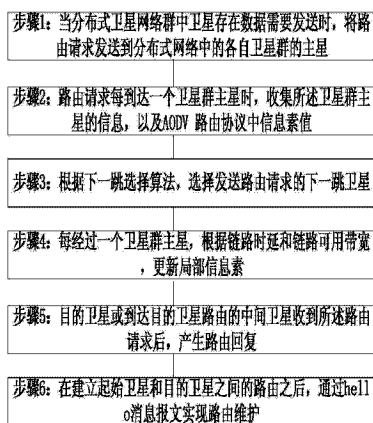 步骤1：当分布式卫星网络群中卫星存在数据需要发送时，将路
由请求发送到分布式网络中的各自卫星群的主星
步骤2：路由请求每到达一个卫星群主星时，收集所述卫星群主
星的信息，以及AODV 路由协议中信息素值
步骤3：根据下一跳选择算法，选择发送路由请求的下一跳卫星
步骤4：每经过一个卫星群主星，根据链路时延和链路可用带宽
，更新局部信息素
步骤5：目的卫星或到达目的卫星路由的中间卫星收到所述路由
请求后，产生路由回复
步骤6：在建立起始卫星和目的卫星之间的路由之后，通过hell
o消息报文实现路由维护